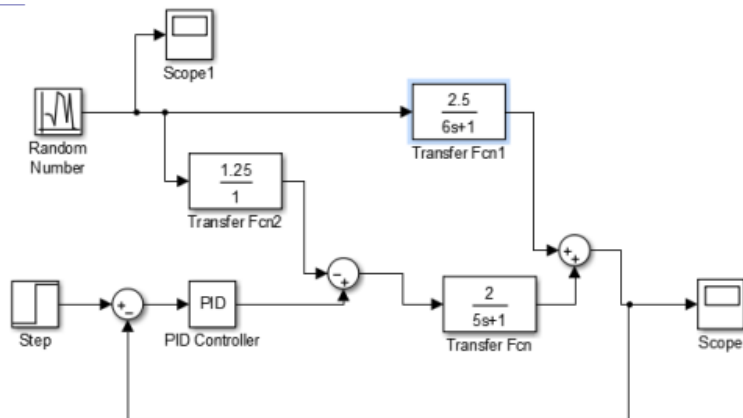 Scope1
Random
Number
2.5
6s+1
Transfer Fcn1
1.25
1
Transfer Fcn2
Step
PID
PID Controller
2
5s+1
Transfer Fcn
Scope